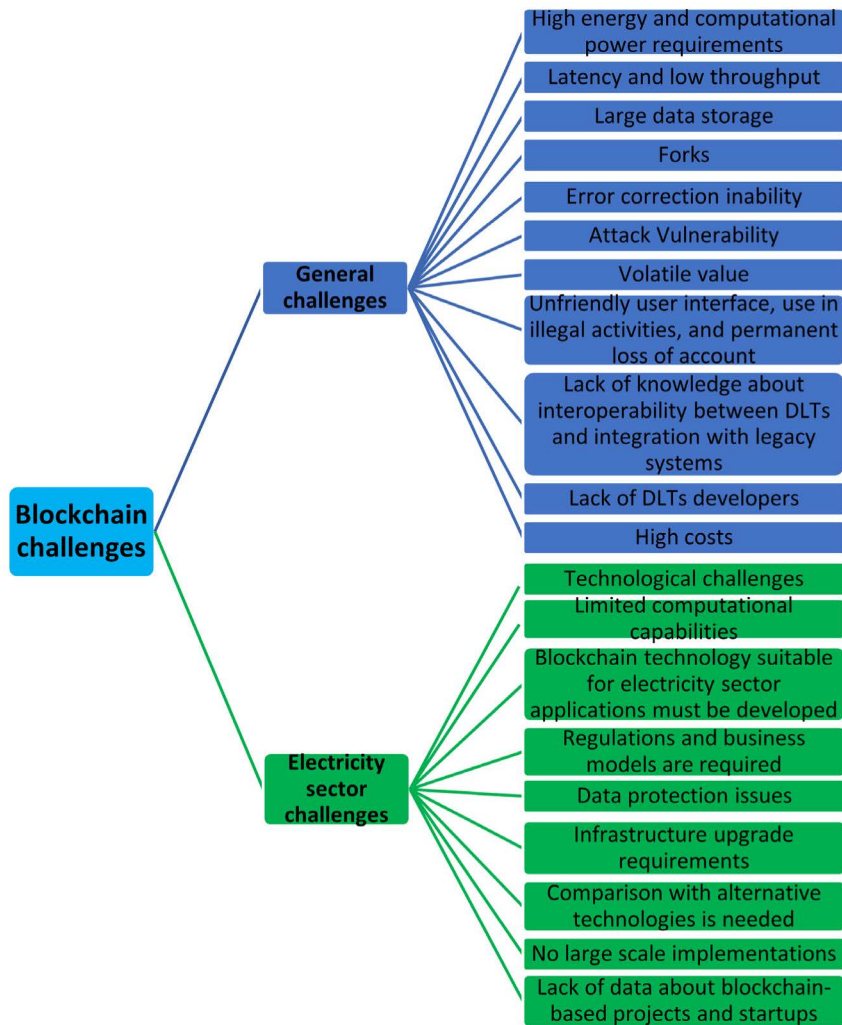 High energy and computational
power requirements
Latency and low throughput
Large data storage
Forks
Error correction inability
Attack Vulnerability
General
challenges
Volatile value
Unfriendly user interface, use in
illegal activities, and permanent
loss of account
Lack of knowledge about
interoperability between DLTs
and integration with legacy
systems
Lack of DLTs developers
High costs
Blockchain
challenges
Technological challenges
Limited computational
capabilities
Blockchain technology suitable
for electricity sector
applications must be developed
Regulations and business
models are required
Electricity
sector
challenges
Data protection issues
Infrastructure upgrade
requirements
Comparison with alternative
technologies is needed
No large scale implementations
Lack of data about blockchain-
based projects and startups